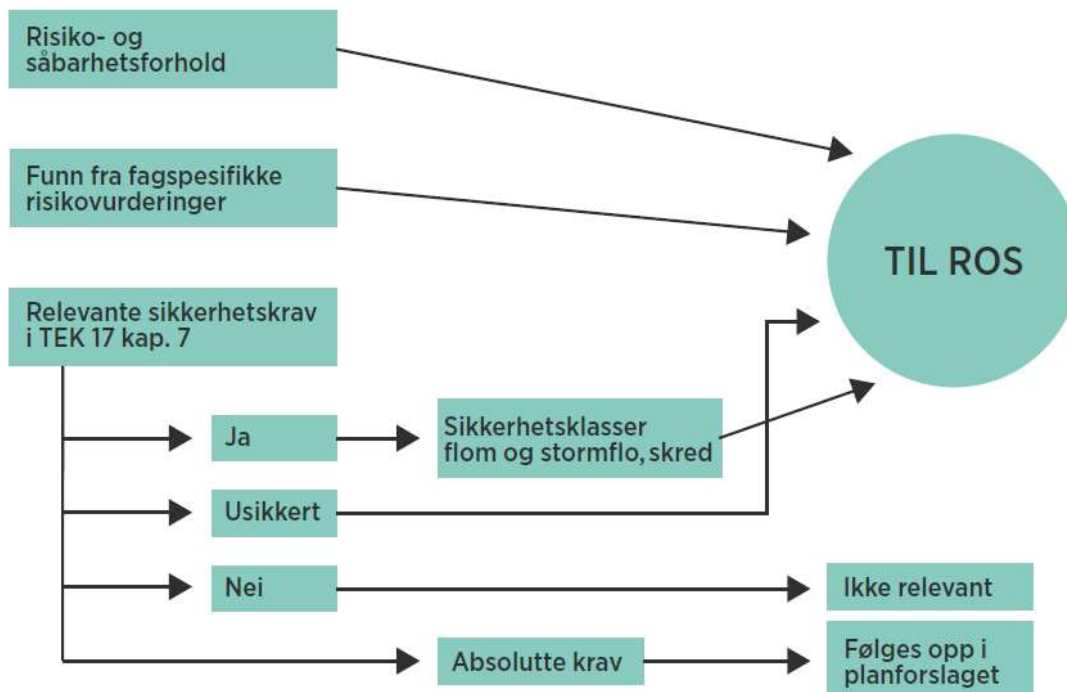 Risiko- og
såbarhetsforhold
Funn fra fagspesifikke
risikovurderinger
TIL ROS
Relevante sikkerhetskrav
i TEK 17 kap. 7
Ja
Sikkerhetsklasser
flom og stormflo, skred
Usikkert
Nei
Ikke relevant
Absolutte krav
Følges opp i
planforslaget